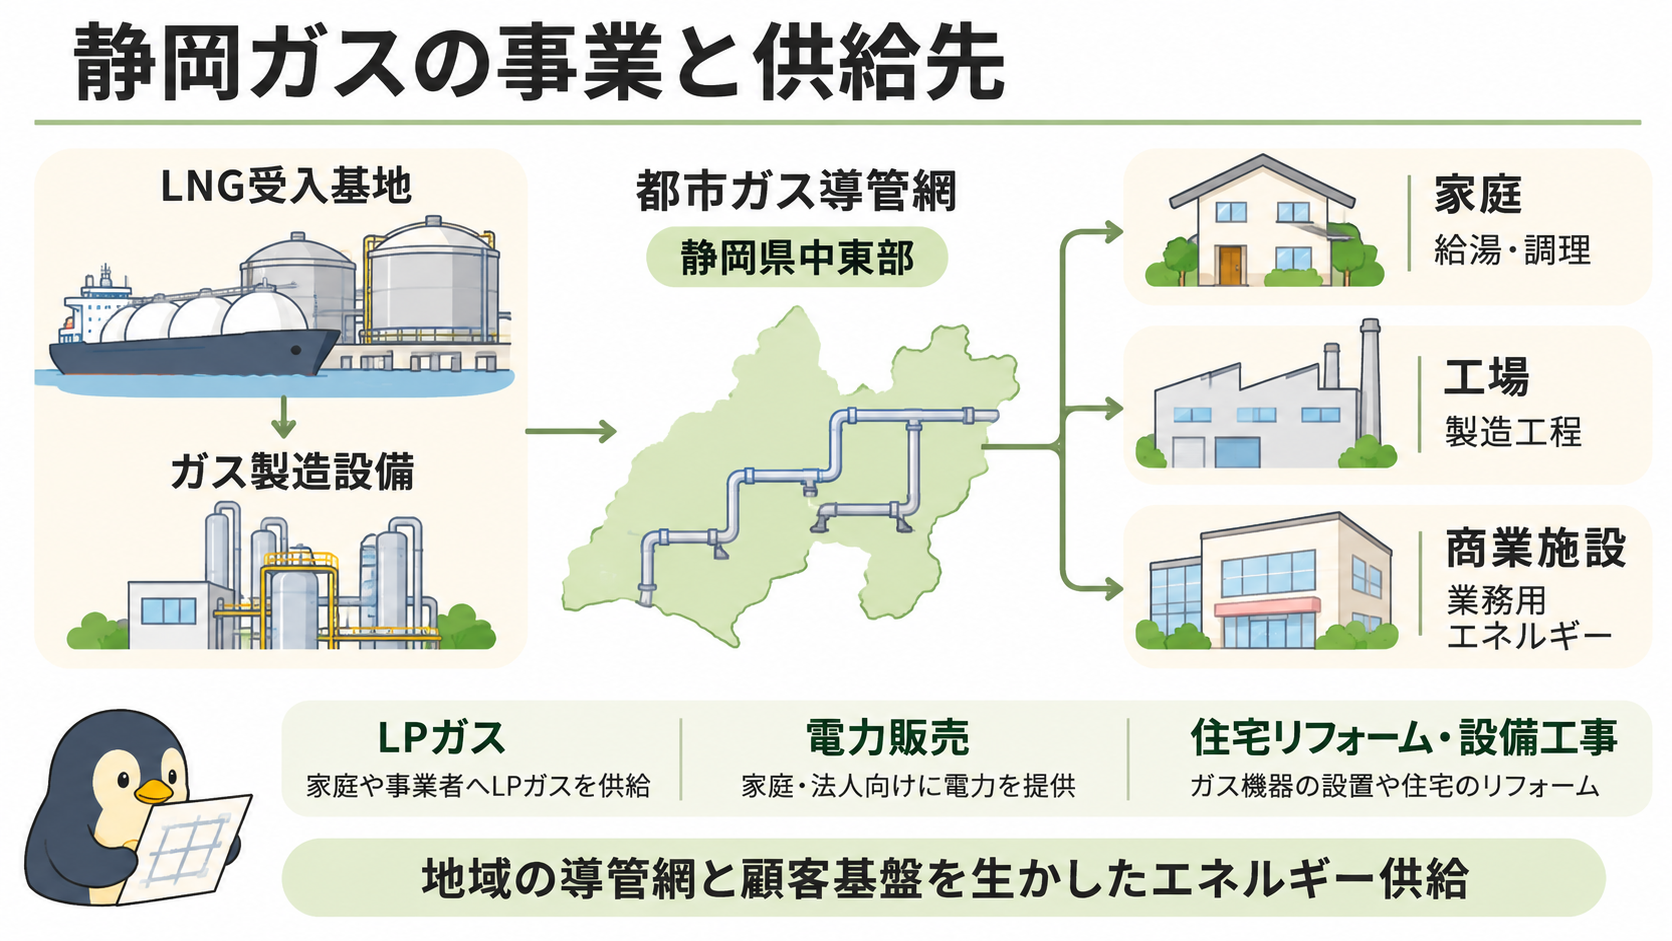 静岡ガスの事業と供給先
LNG受入基地
ガス製造設備
都市ガス導管網
静岡県中東部
家庭
給湯・調理
工場
製造工程
商業施設
業務用
エネルギー
LPガス
家庭や事業者へLPガスを供給
電力販売
家庭・法人向けに電力を提供
住宅リフォーム・設備工事
ガス機器の設置や住宅のリフォーム
地域の導管網と顧客基盤を生かしたエネルギー供給